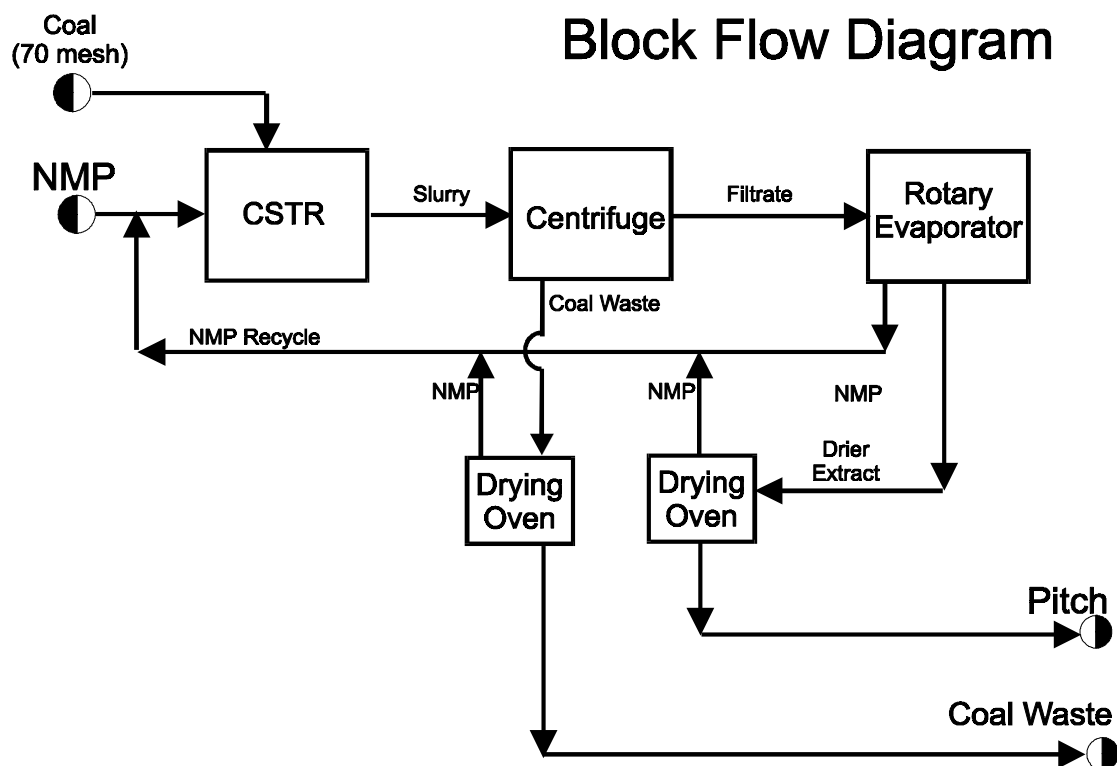 Coal
(70 mesh)
Block Flow Diagram
NMP
CSTR
Slurry
Centrifuge
Filtrate
Rotary
Evaporator
Coal Waste
NMP Recycle
NMP
NMP
NMP
Drier
Extract
Drying
Oven
Drying
Oven
Pitch
Coal Waste